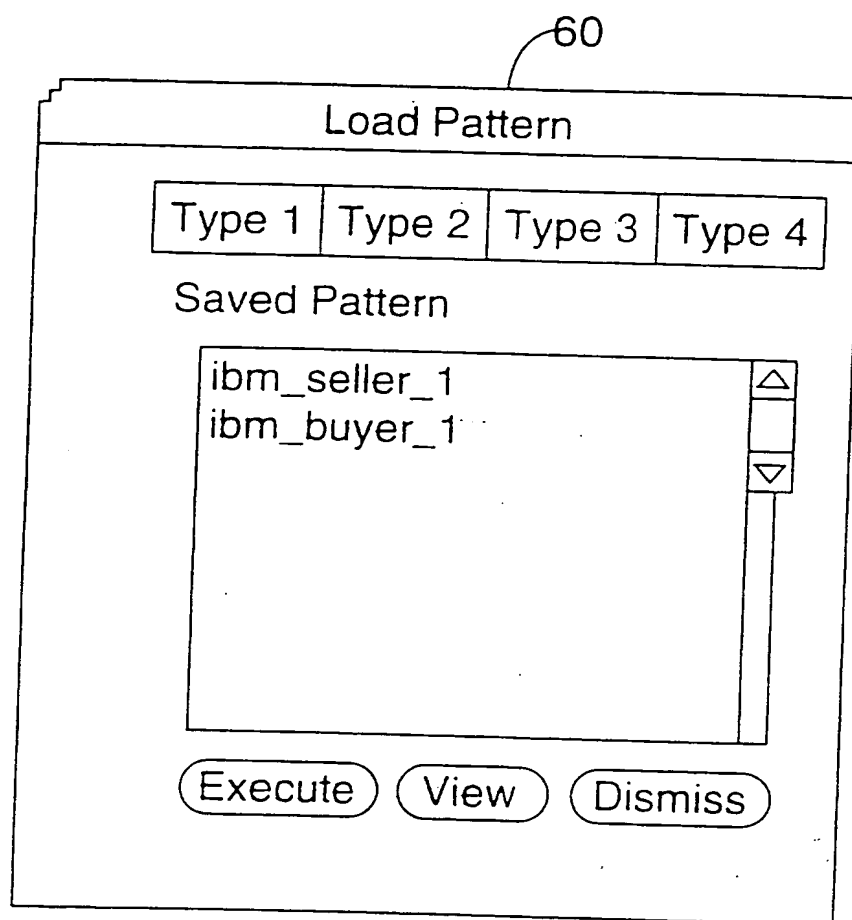 60
Load Pattern
Type 1 Type 2 Type 3 Type 4
Saved Pattern
ibm_seller_1
ibm_buyer_1
Execute View Dismiss